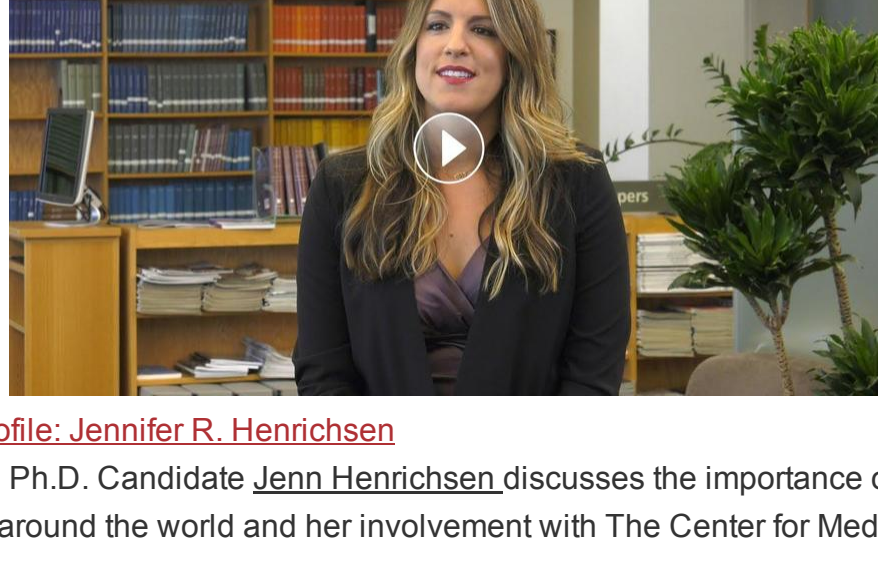 pers
ofile: Jennifer R. Henrichsen
Ph.D. Candidate Jenn Henrichsen discusses the importance o
around the world and her involvement with The Center for Med